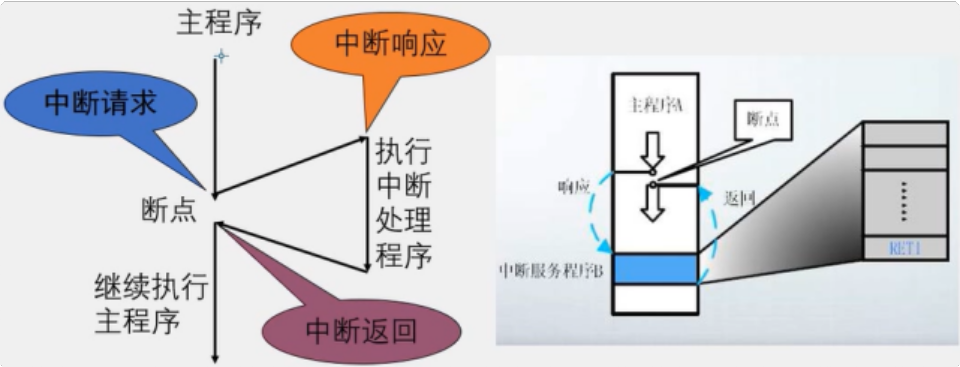 主程序
中断响应
中断请求
执行
中断
处理
程序
断点
继续执行
主程序
中断返回
主程序A
断点
响应
返回
中断服务程序B
RETI